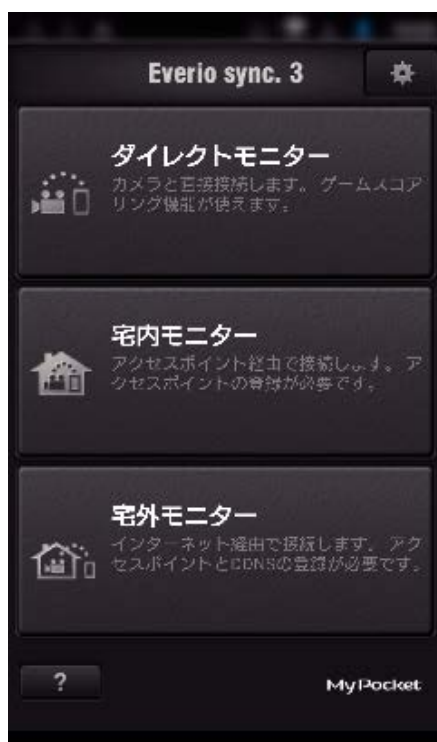 Everio sync. 3
ダイレクトモニター
カメラと直接接続します。 ゲームスコア
リング機能が使えます。
宅内モニター
アクセスポイント経由で接続します。 ア
クセスポイントの登録が必要です。
宅外モニター
インターネット経由で接続します。 アク
セスポイントとDDNSの登録が必要です。
?
MyPocket